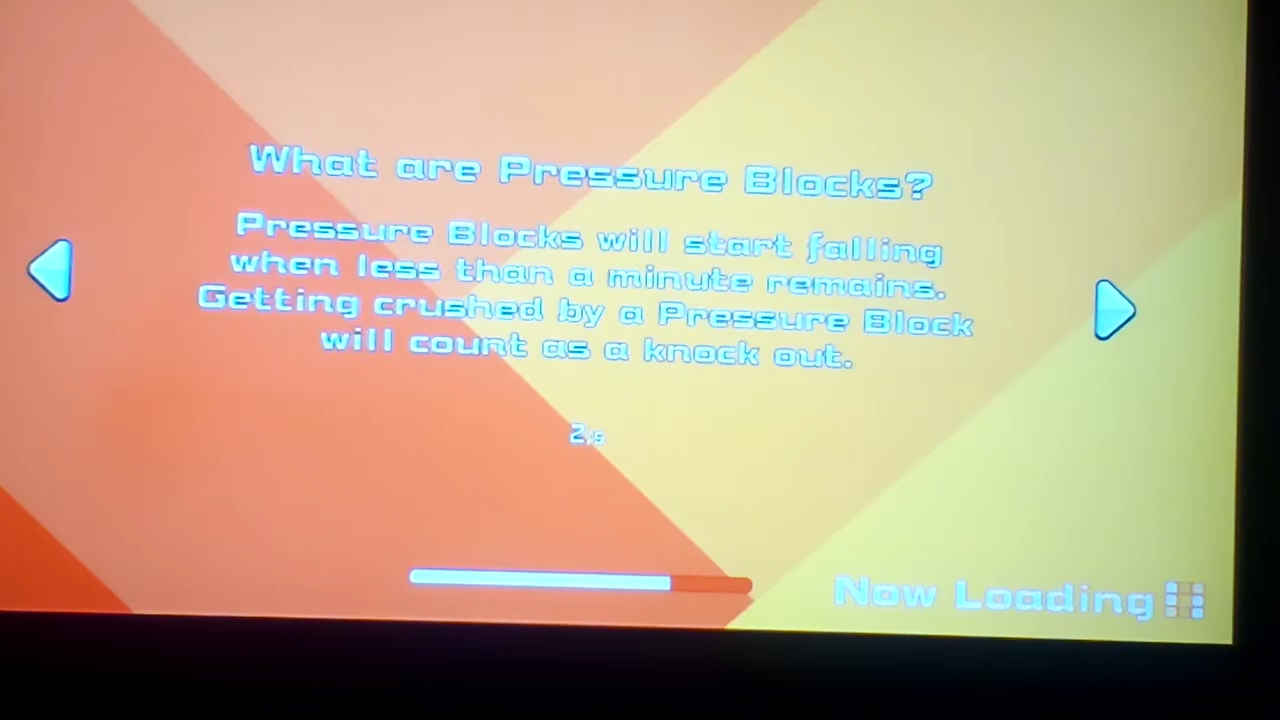 What are Pressure Blocks?
Pressure Blocks will start falling
when less than a minute remains.
Getting crushed by a Pressure Block
will count as a knock out.
Now Loading